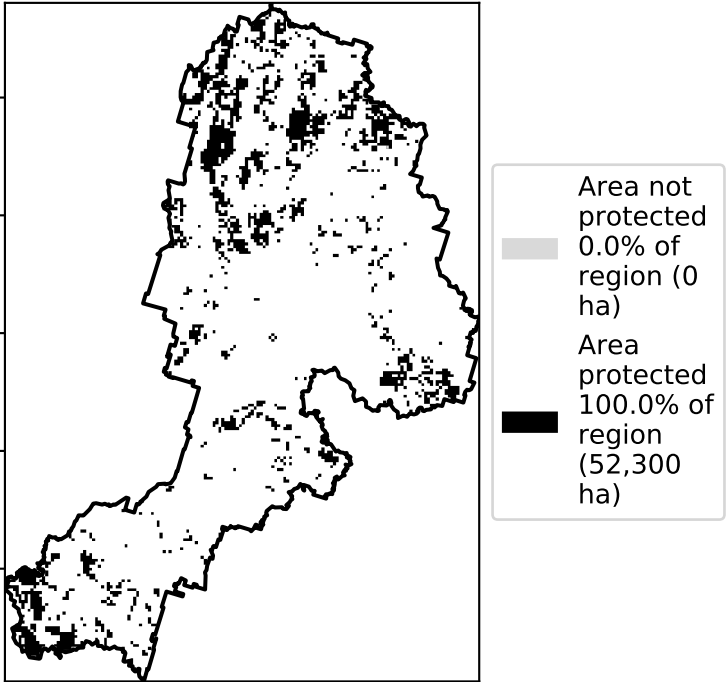 Area not
protected
0.0% of
region (0
ha)
Area
protected
100.0% of
region
(52,300
ha)